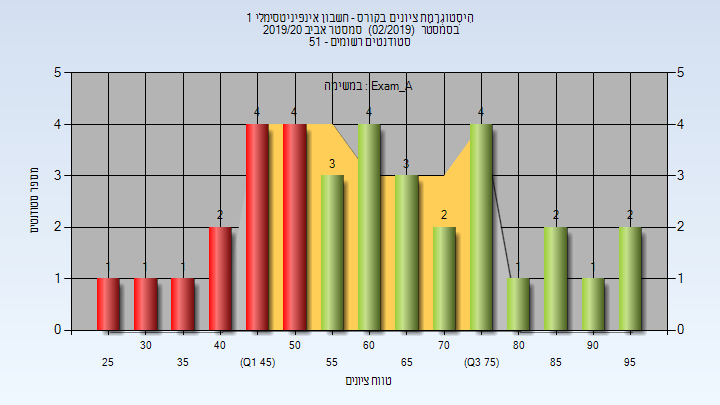 היסטוגרמת ציונים בקורס - חשבון אינפיניטסימלי 1
בסמסטר (02/2019) סמסטר אביב 2019/20
סטודנטים רשומים - 51
במשימה : Exam_A
מספר סטודנטים
5 5
4 4
3 3
2 2
1 1
0 0
1 1 1 2 4 4 3 4 3 2 4 1 2 1 2
30 40 50 60 70 80 90
25 35 (Q1 45) 55 65 (Q3 75) 85 95
טווח ציונים